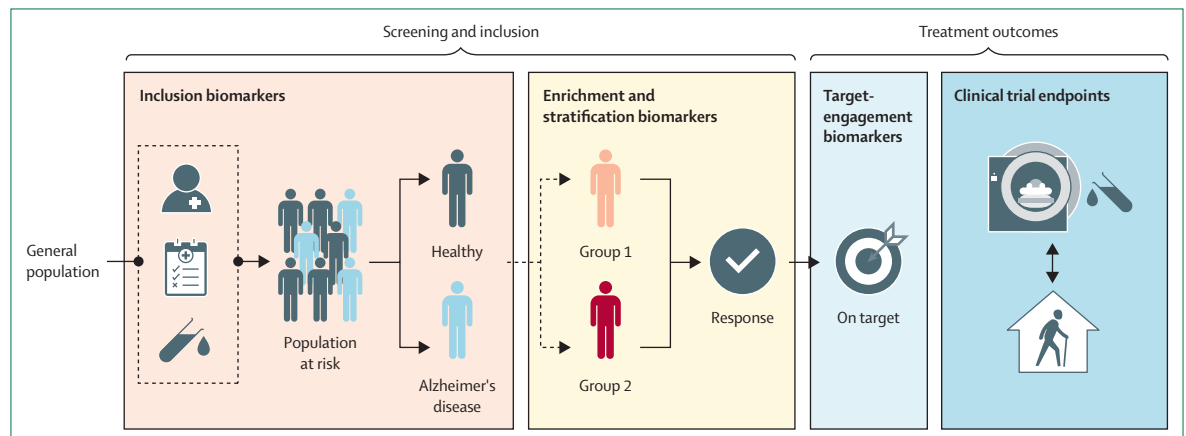 Screening and inclusion
Treatment outcomes
Inclusion biomarkers
Enrichment and
stratification biomarkers
Target-
engagement
biomarkers
Clinical trial endpoints
General
population
Population
at risk
Healthy
Alzheimer's
disease
Group 1
Group 2
Response
On target